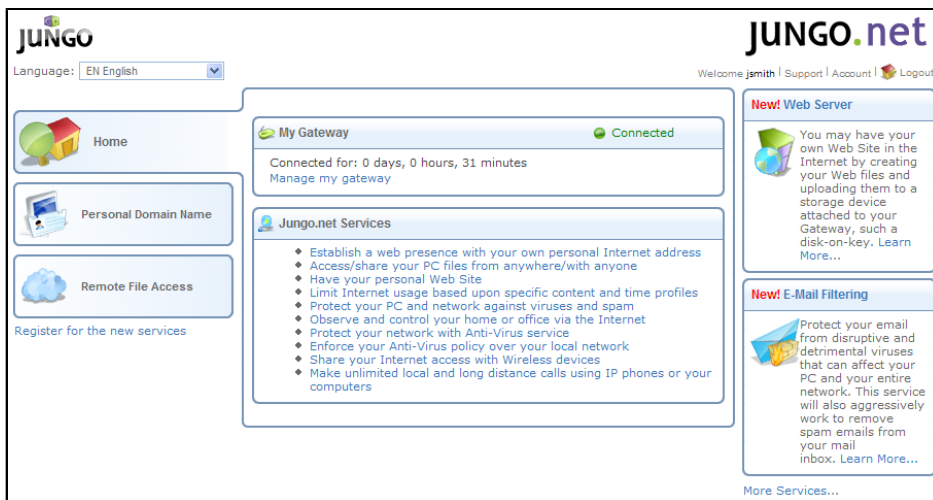 JUNGO
JUNGO.net
Language: EN English
Welcome jsmith | Support | Account | Logout
Home
Personal Domain Name
Remote File Access
Register for the new services
My Gateway
Connected
Connected for: 0 days, 0 hours, 31 minutes
Manage my gateway
Jungo.net Services
Establish a web presence with your own personal Internet address
Access/share your PC files from anywhere/with anyone
Have your personal Web Site
Limit Internet usage based upon specific content and time profiles
Protect your PC and network against viruses and spam
Observe and control your home or office via the Internet
Protect your network with Anti-Virus service
Enforce your Anti-Virus policy over your local network
Share your Internet access with Wireless devices
Make unlimited local and long distance calls using IP phones or your
computers
New! Web Server
You may have your
own Web Site in the
Internet by creating
your Web files and
uploading them to a
storage device
attached to your
Gateway, such a
disk-on-key. Learn
More...
New! E-Mail Filtering
Protect your email
from disruptive and
detrimental viruses
that can affect your
PC and your entire
network. This service
will also aggressively
work to remove
spam emails from
your mail
inbox. Learn More...
More Services...